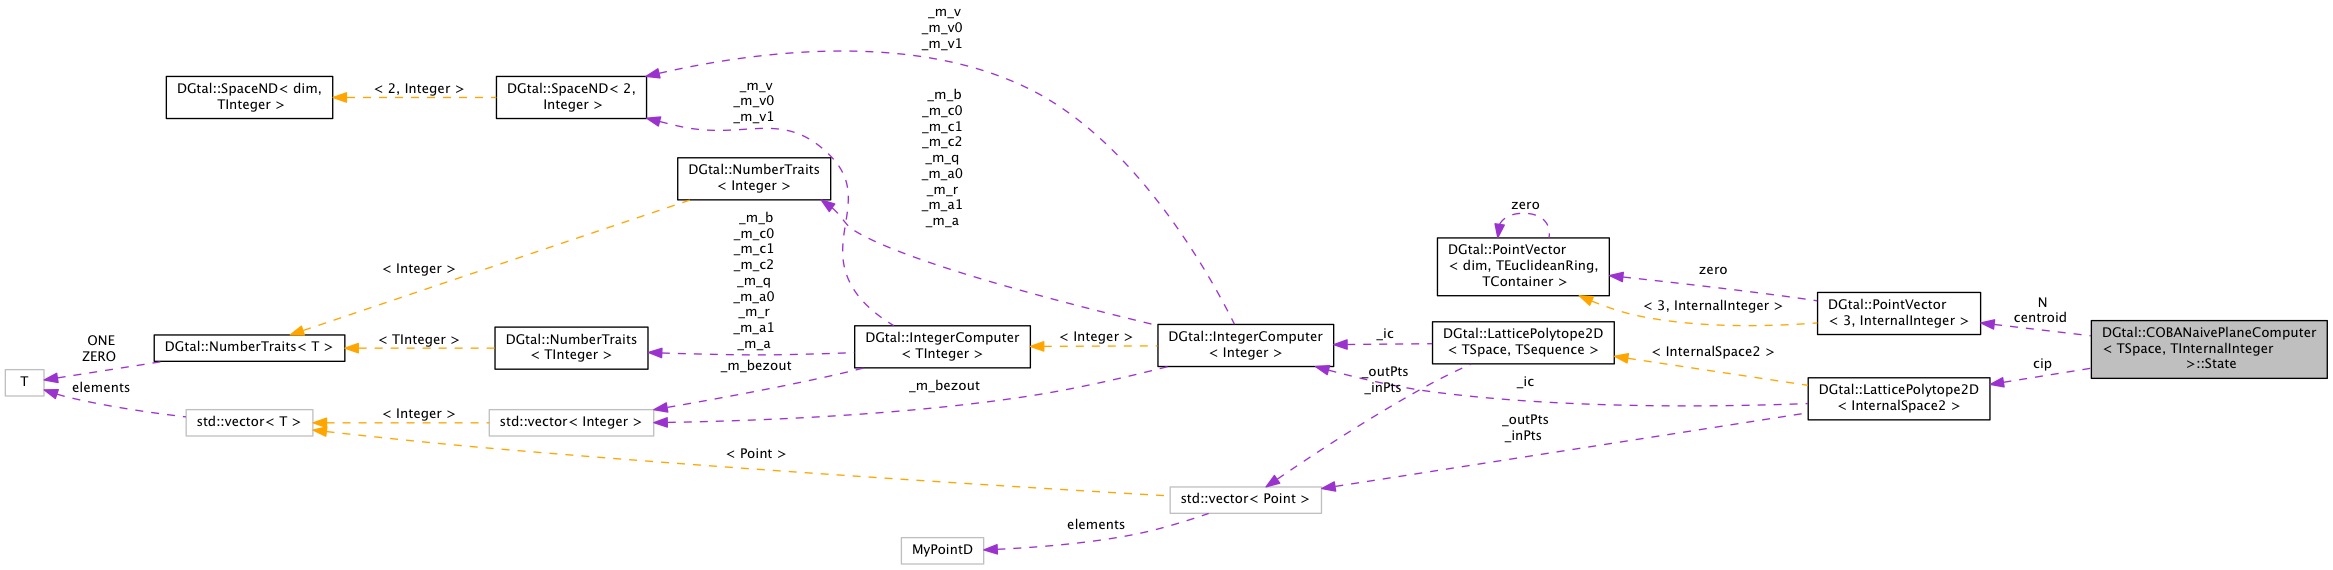 _m_v
_m_v0
_m_v1
DGtal::SpaceND< dim,
TInteger >
< 2, Integer >
DGtal::SpaceND< 2,
Integer >
_m_v
_m_v0
_m_v1
_m_b
_m_c0
_m_c1
_m_c2
_m_q
_m_a0
_m_r
_m_a1
_m_a
DGtal::NumberTraits
< Integer >
_m_b
_m_c0
_m_c1
_m_c2
_m_q
_m_a0
_m_r
_m_a1
_m_a
< Integer >
zero
DGtal::PointVector
< dim, TEuclideanRing,
TContainer >
zero
< 3, InternalInteger >
DGtal::PointVector
< 3, InternalInteger >
N
centroid
DGtal::COBANaivePlaneComputer
< TSpace, TInternalInteger
>::State
cip
ONE
ZERO
DGtal::NumberTraits< T >
< TInteger >
DGtal::NumberTraits
< TInteger >
DGtal::IntegerComputer
< TInteger >
< Integer >
DGtal::IntegerComputer
< Integer >
_ic
DGtal::LatticePolytope2D
< TSpace, TSequence >
< InternalSpace2 >
DGtal::LatticePolytope2D
< InternalSpace2 >
T
elements
_m_bezout
_m_bezout
_outPts
_inPts
_ic
std::vector< T >
< Integer >
std::vector< Integer >
_outPts
_inPts
< Point >
std::vector< Point >
elements
MyPointD